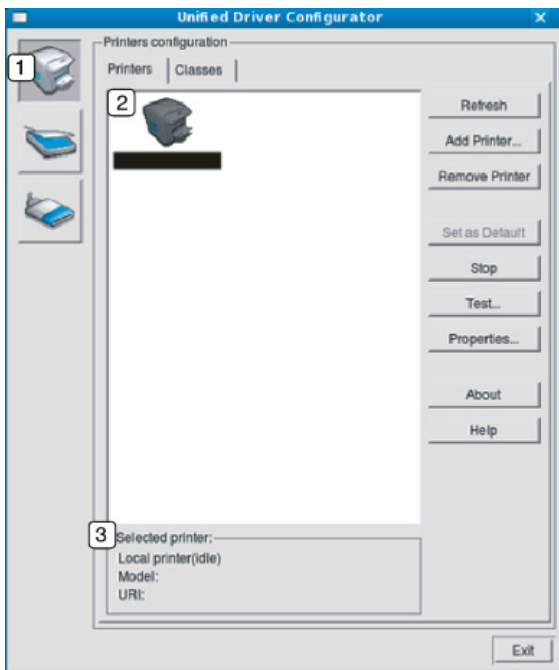 Unified Driver Configurator
Printers configuration
1
Printers
Classes
2
Refresh
Add Printer...
Remove Printer
Set as Default
Stop
Test...
Properties...
About
Help
3
Selected printer:
Local printer(idle)
Model:
URI:
Exit